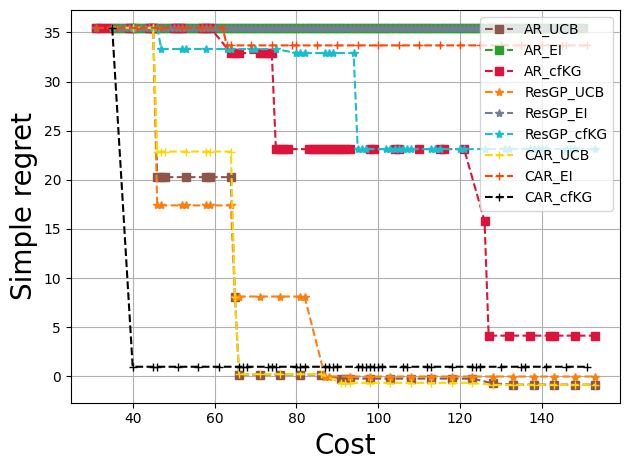 Simple regret
35
30
25
20
15
10
5
0
40
60
80
100
120
140
Cost
AR_UCB
AR_EI
AR_cfKG
ResGP_UCB
ResGP_EI
ResGP_cfKG
CAR_UCB
CAR_EI
CAR_cfKG